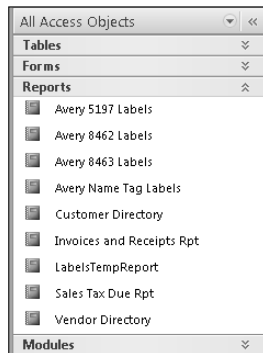 All Access Objects
Tables
Forms
Reports
Avery 5197 Labels
Avery 8462 Labels
Avery 8463 Labels
Avery Name Tag Labels
Customer Directory
Invoices and Receipts Rpt
LabelsTempReport
Sales Tax Due Rpt
Vendor Directory
Modules